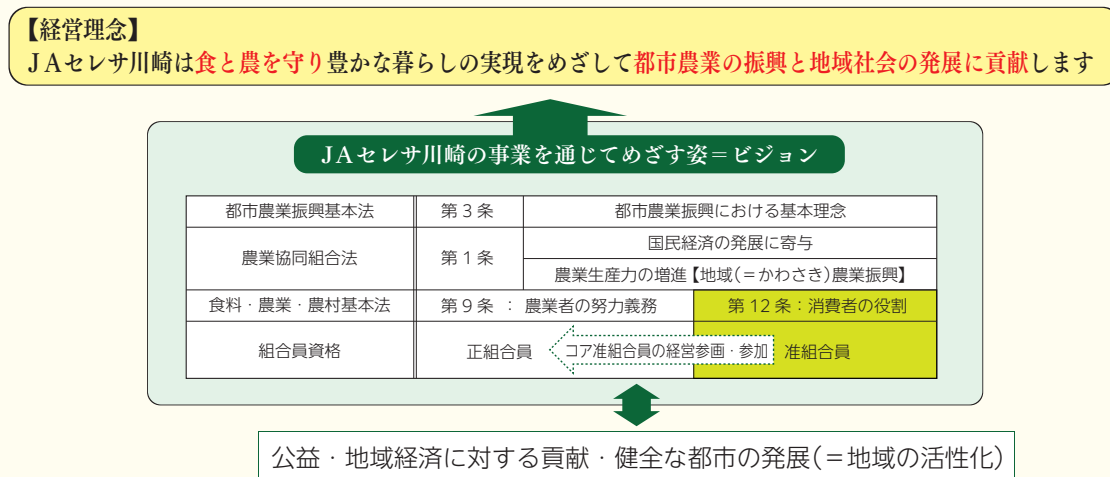 【経営理念】
ＪＡセレサ川崎は食と農を守り豊かな暮らしの実現をめざして都市農業の振興と地域社会の発展に貢献します
ＪＡセレサ川崎の事業を通じてめざす姿＝ビジョン
都市農業振興基本法 第３条 都市農業振興における基本理念
農業協同組合法 第１条 国民経済の発展に寄与
農業生産力の増進【地域(＝かわさき)農業振興】
食料・農業・農村基本法 第９条 ： 農業者の努力義務 第12条：消費者の役割
組合員資格 正組合員 コア准組合員の経営参画・参加 准組合員
公益・地域経済に対する貢献・健全な都市の発展(＝地域の活性化)